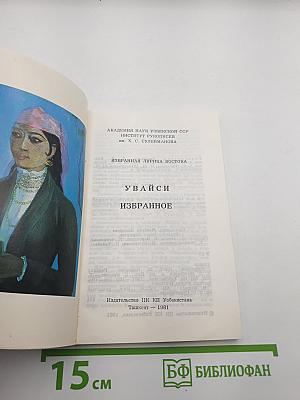 АКАДЕМИЯ НАУК УЗБЕКСКОЙ ССР
ИНСТИТУТ РУКОПИСЕЙ
им. Х. С. СУЛЕЙМАНОВА
ИЗБРАННАЯ ЛИРИКА ВОСТОКА
УВАЙСИ
ИЗБРАННОЕ
Издательство ЦК КП Узбекистана
Ташкент — 1981
15 см
БФ БИБЛИОФАН